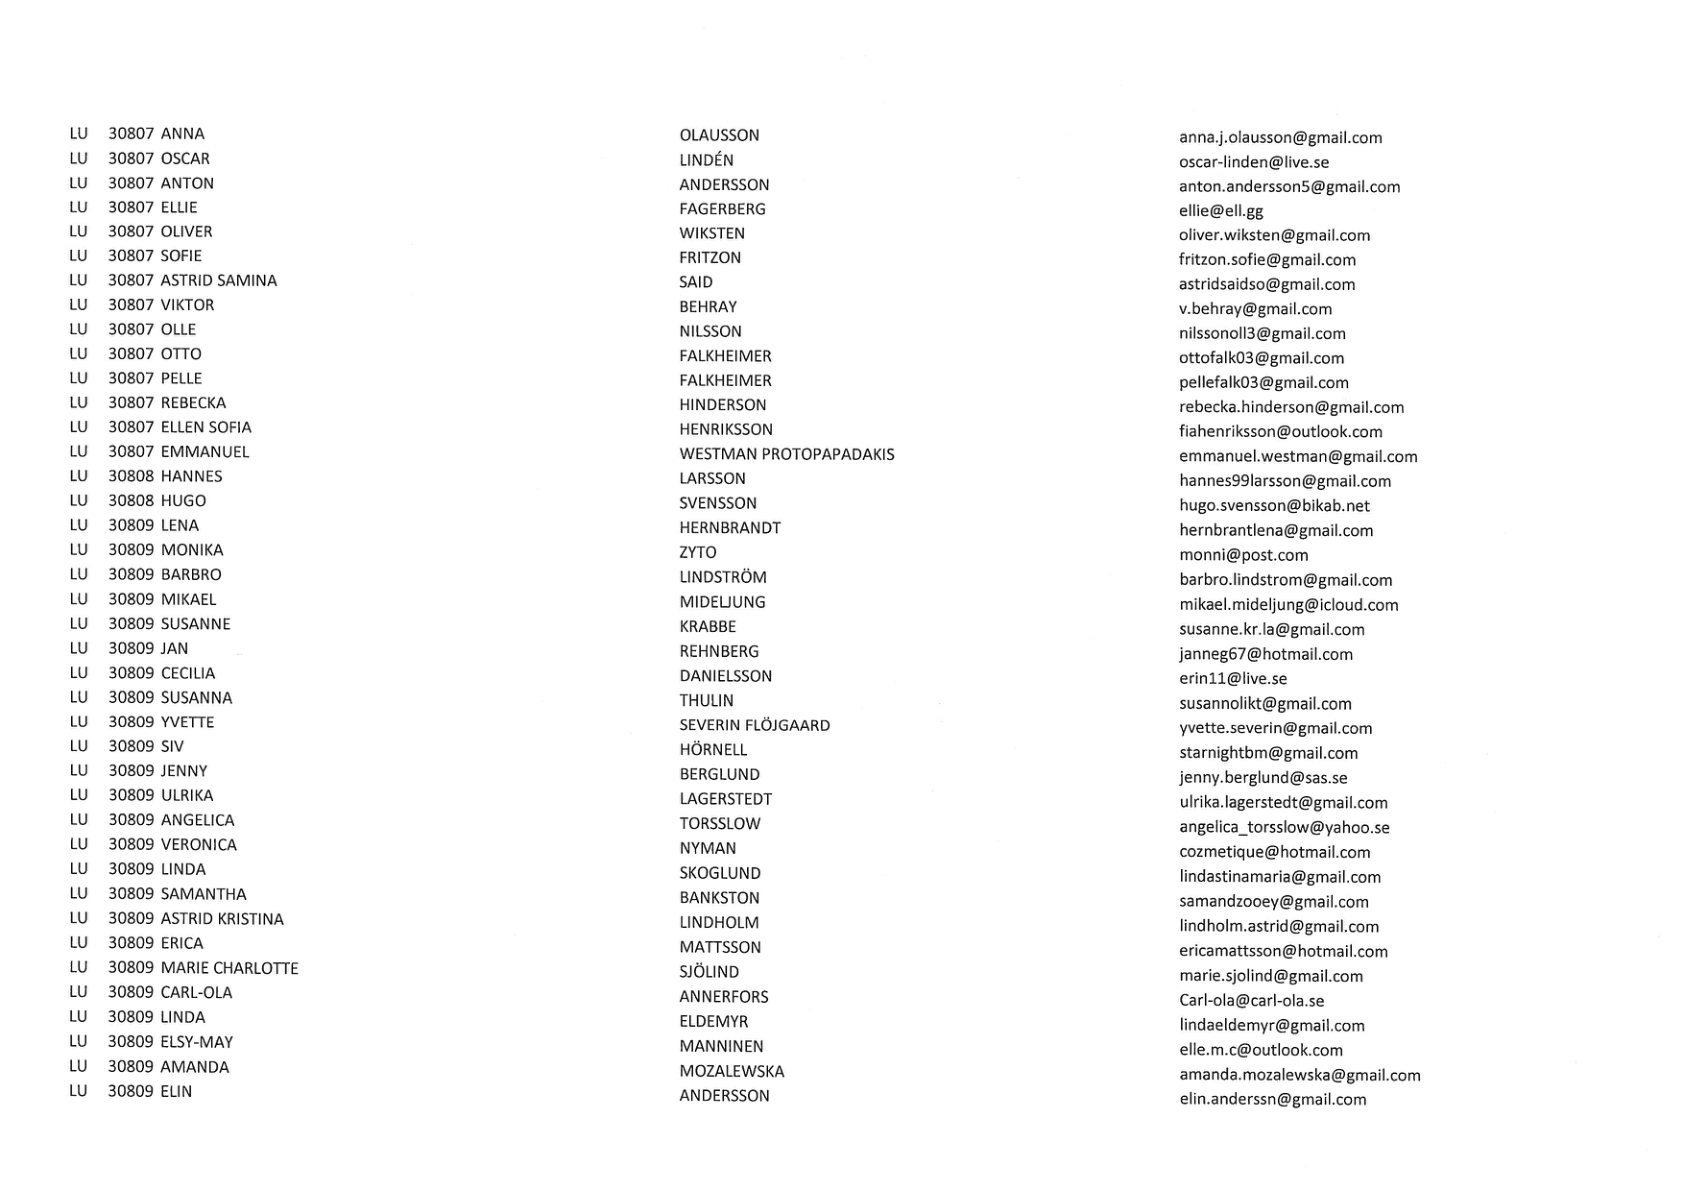 LU 30807 ANNA OLAUSSON anna.j.olausson@gmail.com
LU 30807 OSCAR LINDÉN oscar-linden@live.se
LU 30807 ANTON ANDERSSON anton.andersson5@gmail.com
LU 30807 ELLIE FAGERBERG ellie@ell.gg
LU 30807 OLIVER WIKSTEN oliver.wiksten@gmail.com
LU 30807 SOFIE FRITZON fritzon.sofie@gmail.com
LU 30807 ASTRID SAMINA SAID astridsaidso@gmail.com
LU 30807 VIKTOR BEHRAY v.behray@gmail.com
LU 30807 OLLE NILSSON nilssonoll3@gmail.com
LU 30807 OTTO FALKHEIMER ottofalk03@gmail.com
LU 30807 PELLE FALKHEIMER pellefalk03@gmail.com
LU 30807 REBECKA HINDERSON rebecka.hinderson@gmail.com
LU 30807 ELLEN SOFIA HENRIKSSON fiahenriksson@outlook.com
LU 30807 EMMANUEL WESTMAN PROTOPAPADAKIS emmanuel.westman@gmail.com
LU 30808 HANNES LARSSON hannes99larsson@gmail.com
LU 30808 HUGO SVENSSON hugo.svensson@bikab.net
LU 30809 LENA HERNBRANDT hernbrantlena@gmail.com
LU 30809 MONIKA ZYTO monni@post.com
LU 30809 BARBRO LINDSTRÖM barbro.lindstrom@gmail.com
LU 30809 MIKAEL MIDELJUNG mikael.mideljung@icloud.com
LU 30809 SUSANNE KRABBE susanne.kr.la@gmail.com
LU 30809 JAN REHNBERG janneg67@hotmail.com
LU 30809 CECILIA DANIELSSON erin11@live.se
LU 30809 SUSANNA THULIN susannolikt@gmail.com
LU 30809 YVETTE SEVERIN FLÖJGAARD yvette.severin@gmail.com
LU 30809 SIV HÖRNELL starnightbm@gmail.com
LU 30809 JENNY BERGLUND jenny.berglund@sas.se
LU 30809 ULRIKA LAGERSTEDT ulrika.lagerstedt@gmail.com
LU 30809 ANGELICA TORSSLOW angelica_torsslow@yahoo.se
LU 30809 VERONICA NYMAN cozmetique@hotmail.com
LU 30809 LINDA SKOGLUND lindastinamaria@gmail.com
LU 30809 SAMANTHA BANKSTON samandzooey@gmail.com
LU 30809 ASTRID KRISTINA LINDHOLM lindholm.astrid@gmail.com
LU 30809 ERICA MATTSSON ericamattsson@hotmail.com
LU 30809 MARIE CHARLOTTE SJÖLIND marie.sjolind@gmail.com
LU 30809 CARL-OLA ANNERFORS Carl-ola@carl-ola.se
LU 30809 LINDA ELDEMYR lindaeldemyr@gmail.com
LU 30809 ELSY-MAY MANNINEN elle.m.c@outlook.com
LU 30809 AMANDA MOZALEWSKA amanda.mozalewska@gmail.com
LU 30809 ELIN ANDERSSON elin.anderssn@gmail.com